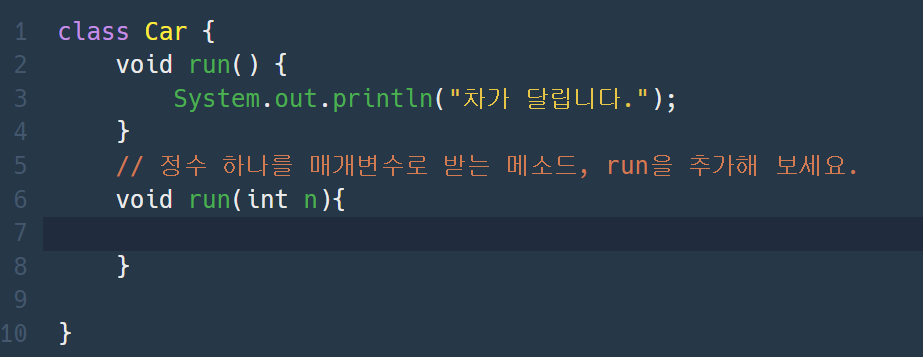 1 class Car {
2 void run() {
3 System.out.println("차가 달립니다.");
4 }
5 // 정수 하나를 매개변수로 받는 메소드, run을 추가해 보세요.
6 void run(int n){
7
8 }
9
10 }